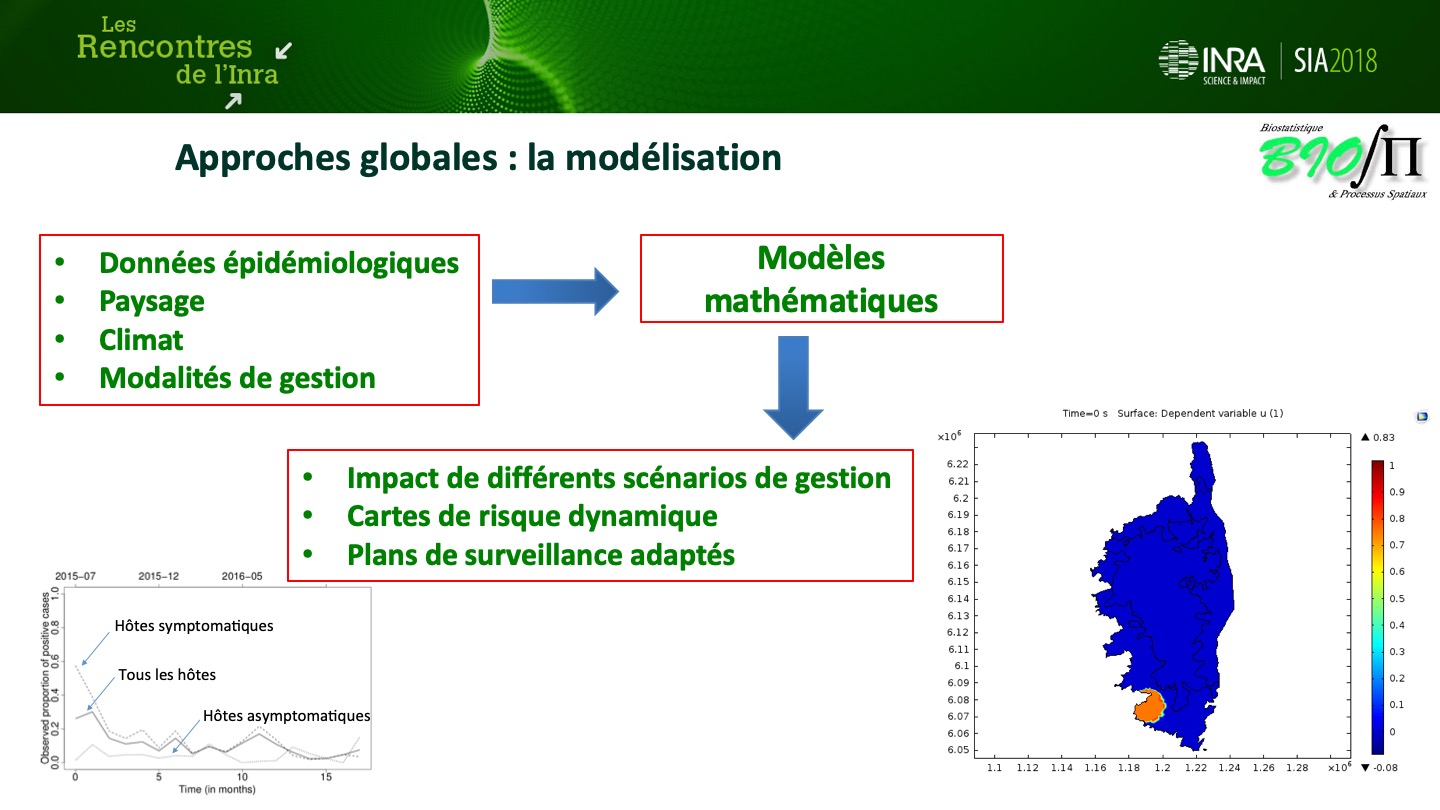 Les
Rencontres
de l'Inra
INRA
SCIENCE & IMPACT
SIA2018
Approches globales : la modélisation
Biostatistique
BIO∫Π
& Processus Spatiaux
• Données épidémiologiques
• Paysage
• Climat
• Modalités de gestion
Modèles
mathématiques
• Impact de différents scénarios de gestion
• Cartes de risque dynamique
• Plans de surveillance adaptés
2015–07 2015–12 2016–05
Observed proportion of positive cases
1.0
0.8
0.6
0.4
0.2
0.0
Hôtes symptomatiques
Tous les hôtes
Hôtes asymptomatiques
0 5 10 15
Time (in months)
Time=0 s Surface: Dependent variable u (1)
×10⁶
6.22
6.21
6.2
6.19
6.18
6.17
6.16
6.15
6.14
6.13
6.12
6.11
6.1
6.09
6.08
6.07
6.06
6.05
1.1 1.12 1.14 1.16 1.18 1.2 1.22 1.24 1.26 1.28 ×10⁶
▲ 0.83
1
0.9
0.8
0.7
0.6
0.5
0.4
0.3
0.2
0.1
0
▼ -0.08